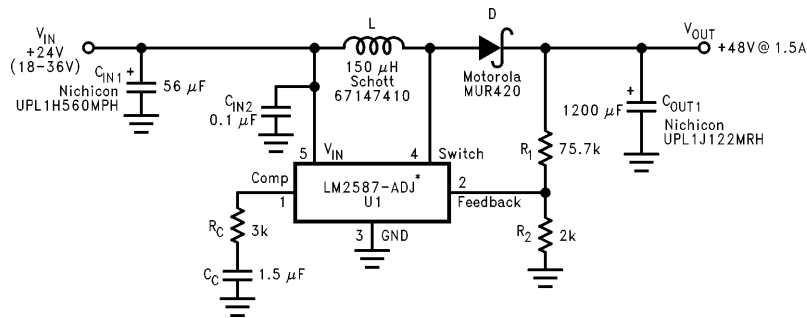 V_IN
+24V
(18-36V)
C_IN1
+
56 μF
Nichicon
UPL1H560MPH
C_IN2
0.1 μF
L
150 μH
Schott
67147410
D
Motorola
MUR420
V_OUT
+48V @ 1.5A
+
1200 μF
C_OUT1
Nichicon
UPL1J122MRH
R_1
75.7k
5
V_IN
4
Switch
Comp
1
LM2587-ADJ*
U1
2
Feedback
3
GND
R_C
3k
C_C
1.5 μF
R_2
2k